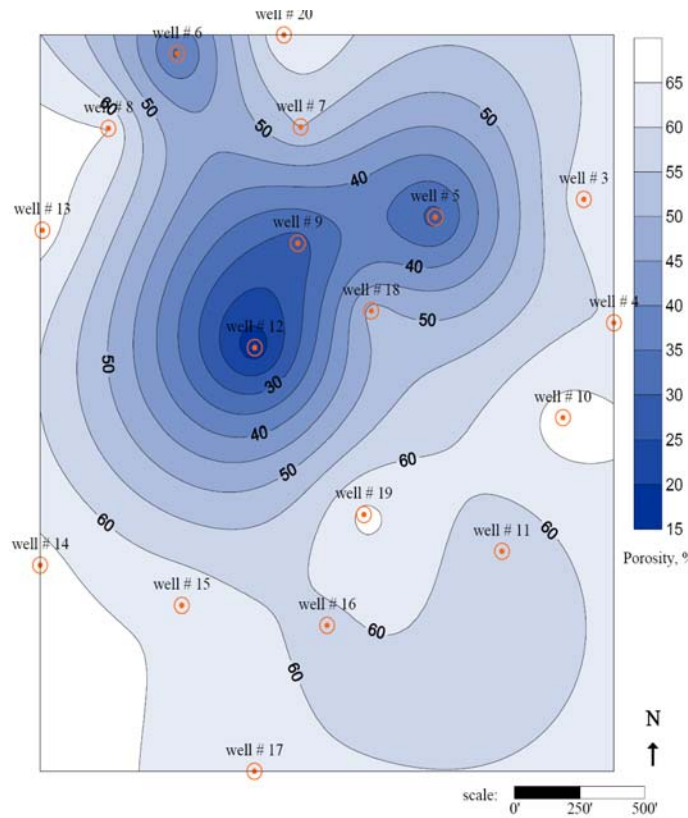 well # 20
well # 6
65
60
50
60
well # 8
50
well # 7
50
55
50
40
well # 3
45
well # 13
well # 5
40
well # 9
35
40
30
well # 18
well # 4
50
25
well # 12
20
50
30
15
well # 10
40
Porosity, %
60
50
well # 19
60
60
well # 11
well # 14
well # 15
well # 16
60
60
N
well # 17
scale:
0' 250' 500'